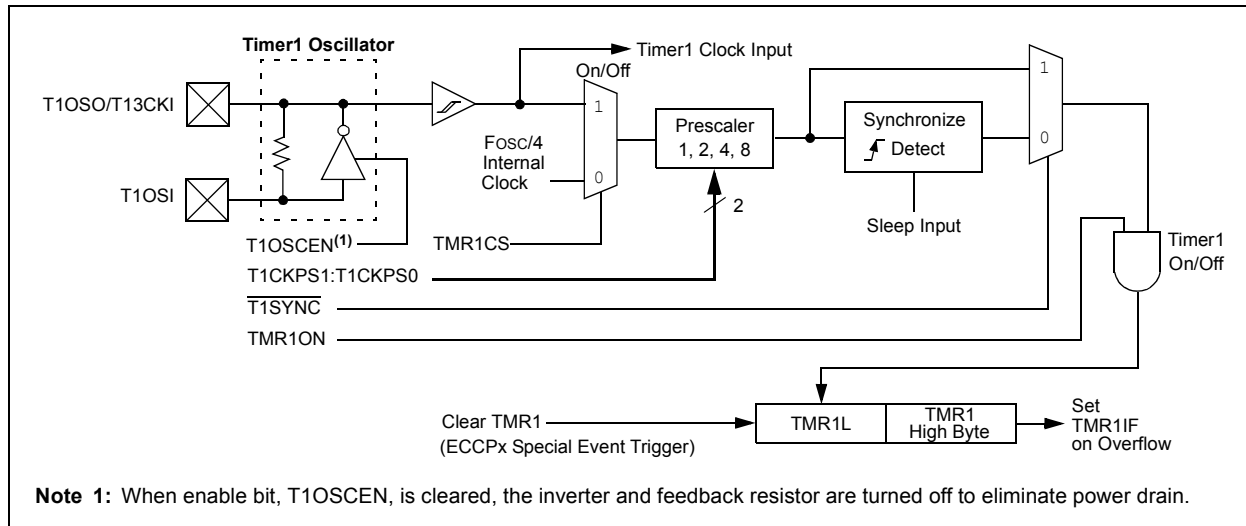 Timer1 Oscillator
Timer1 Clock Input
On/Off
T1OSO/T13CKI
1
1
FOSC/4
Internal
Clock
Prescaler
1, 2, 4, 8
Synchronize
Detect
0
0
T1OSI
2
Sleep Input
T1OSCEN(1)
TMR1CS
Timer1
On/Off
T1CKPS1:T1CKPS0
T1SYNC
TMR1ON
Clear TMR1
(ECCPx Special Event Trigger)
TMR1L
TMR1
High Byte
Set
TMR1IF
on Overflow
Note 1: When enable bit, T1OSCEN, is cleared, the inverter and feedback resistor are turned off to eliminate power drain.